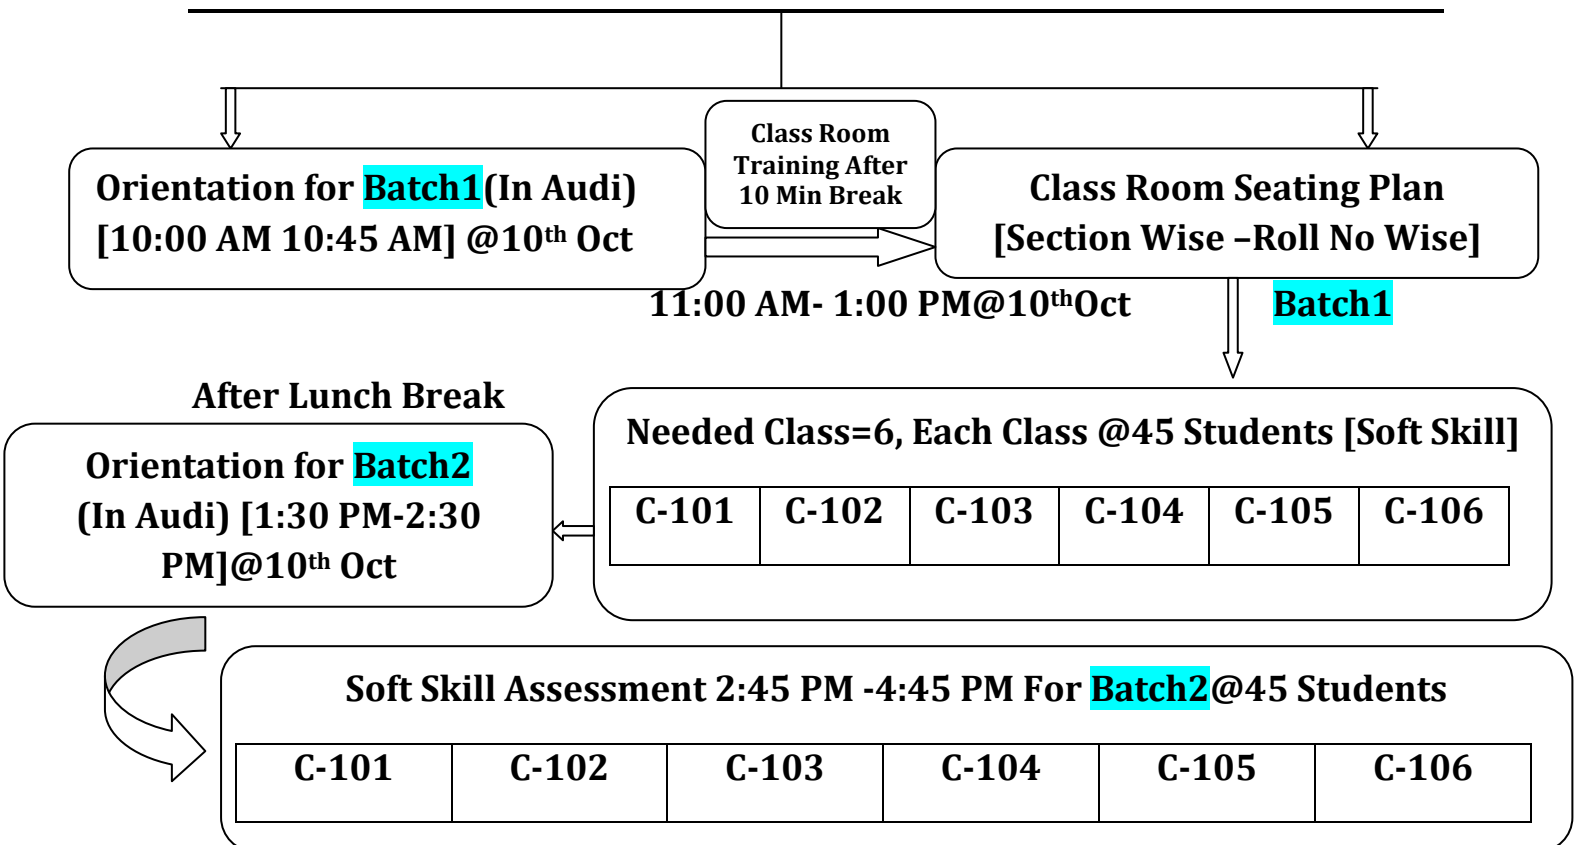 Class Room
Training After
10 Min Break
Orientation for Batch1(In Audi)
[10:00 AM 10:45 AM] @10th Oct
Class Room Seating Plan
[Section Wise –Roll No Wise]
11:00 AM- 1:00 PM@10thOct
Batch1
After Lunch Break
Needed Class=6, Each Class @45 Students [Soft Skill]
C-101 C-102 C-103 C-104 C-105 C-106
Orientation for Batch2
(In Audi) [1:30 PM-2:30
PM]@10th Oct
Soft Skill Assessment 2:45 PM -4:45 PM For Batch2@45 Students
C-101 C-102 C-103 C-104 C-105 C-106